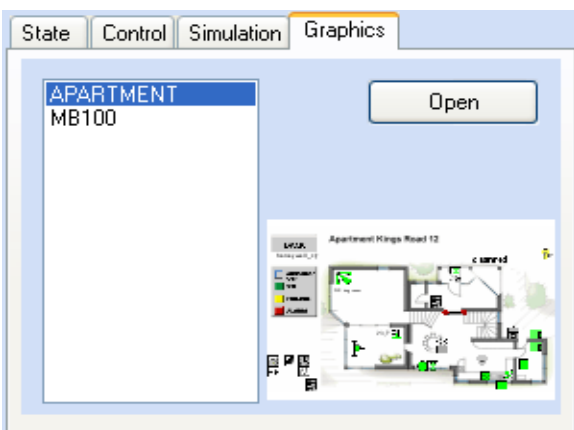 State Control Simulation Graphics
APARTMENT
MB100
Open
Apartment Kings Road 12